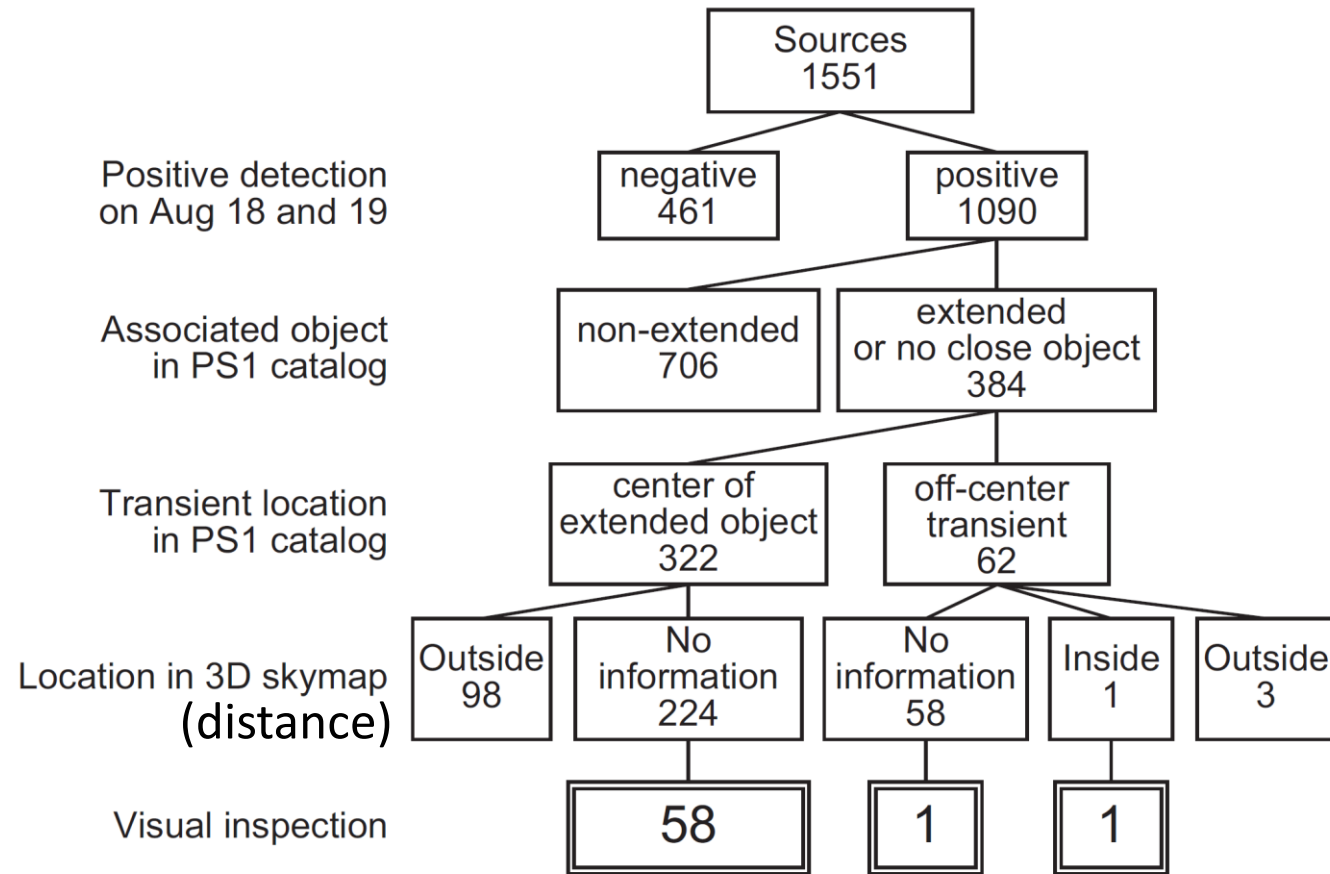 Sources
1551
Positive detection
on Aug 18 and 19
negative
461
positive
1090
Associated object
in PS1 catalog
non-extended
706
extended
or no close object
384
Transient location
in PS1 catalog
center of
extended object
322
off-center
transient
62
Location in 3D skymap
(distance)
Outside
98
No
information
224
No
information
58
Inside
1
Outside
3
Visual inspection
58
1
1